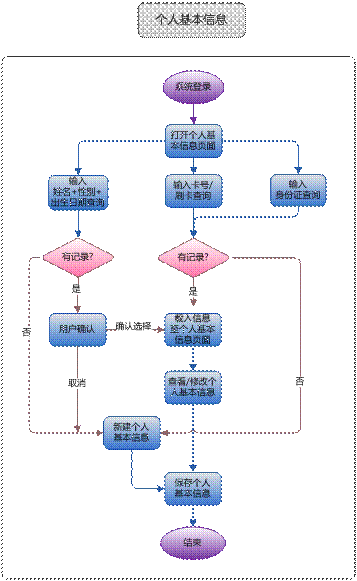 个人基本信息
系统登录
打开个人基
本信息页面
输入
姓名+性别+
出生日期查询
输入卡号/
刷卡查询
输入
身份证查询
有记录?
有记录?
是
是
否
用户确认
确认选择
载入信息
至个人基本
信息页面
取消
查看/修改个
人基本信息
否
新建个人
基本信息
保存个人
基本信息
结束